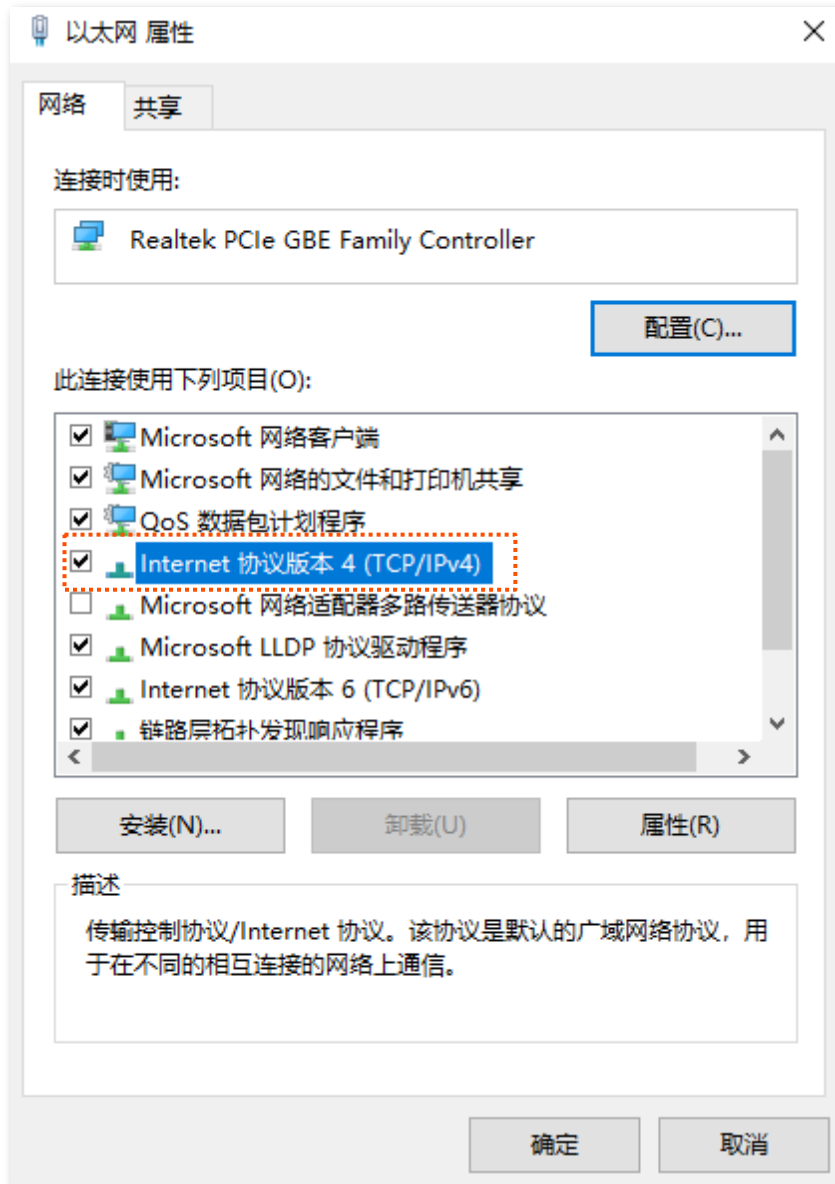 以太网 属性
网络
共享
连接时使用:
Realtek PCIe GBE Family Controller
配置(C)...
此连接使用下列项目(O):
Microsoft 网络客户端
Microsoft 网络的文件和打印机共享
QoS 数据包计划程序
Internet 协议版本 4 (TCP/IPv4)
Microsoft 网络适配器多路传送器协议
Microsoft LLDP 协议驱动程序
Internet 协议版本 6 (TCP/IPv6)
链路层拓扑发现响应程序
安装(N)...
卸载(U)
属性(R)
描述
传输控制协议/Internet 协议。该协议是默认的广域网络协议，用
于在不同的相互连接的网络上通信。
确定
取消